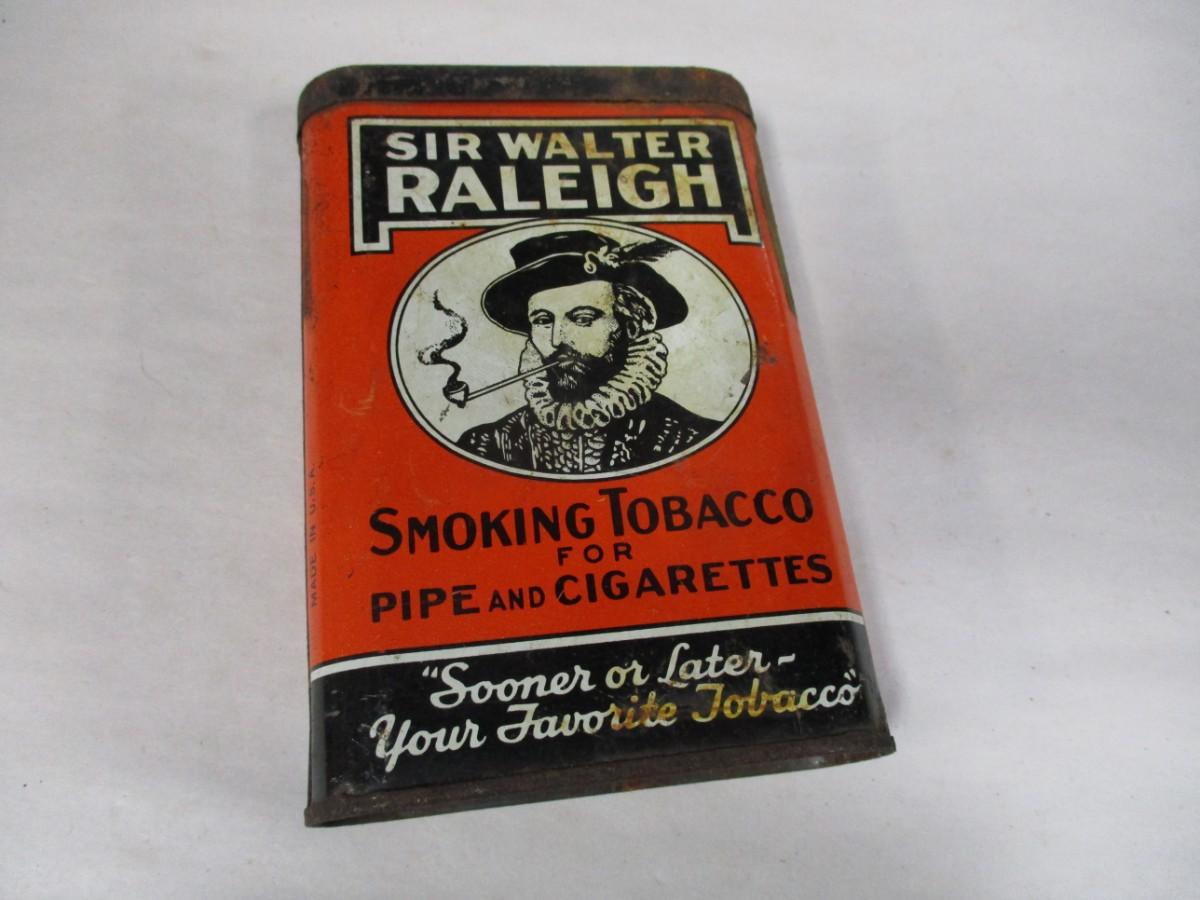 SIR WALTER
RALEIGH
SMOKING TOBACCO
FOR
PIPE AND CIGARETTES
"Sooner or Later-
Your Favorite Tobacco"
MADE IN U.S.A.